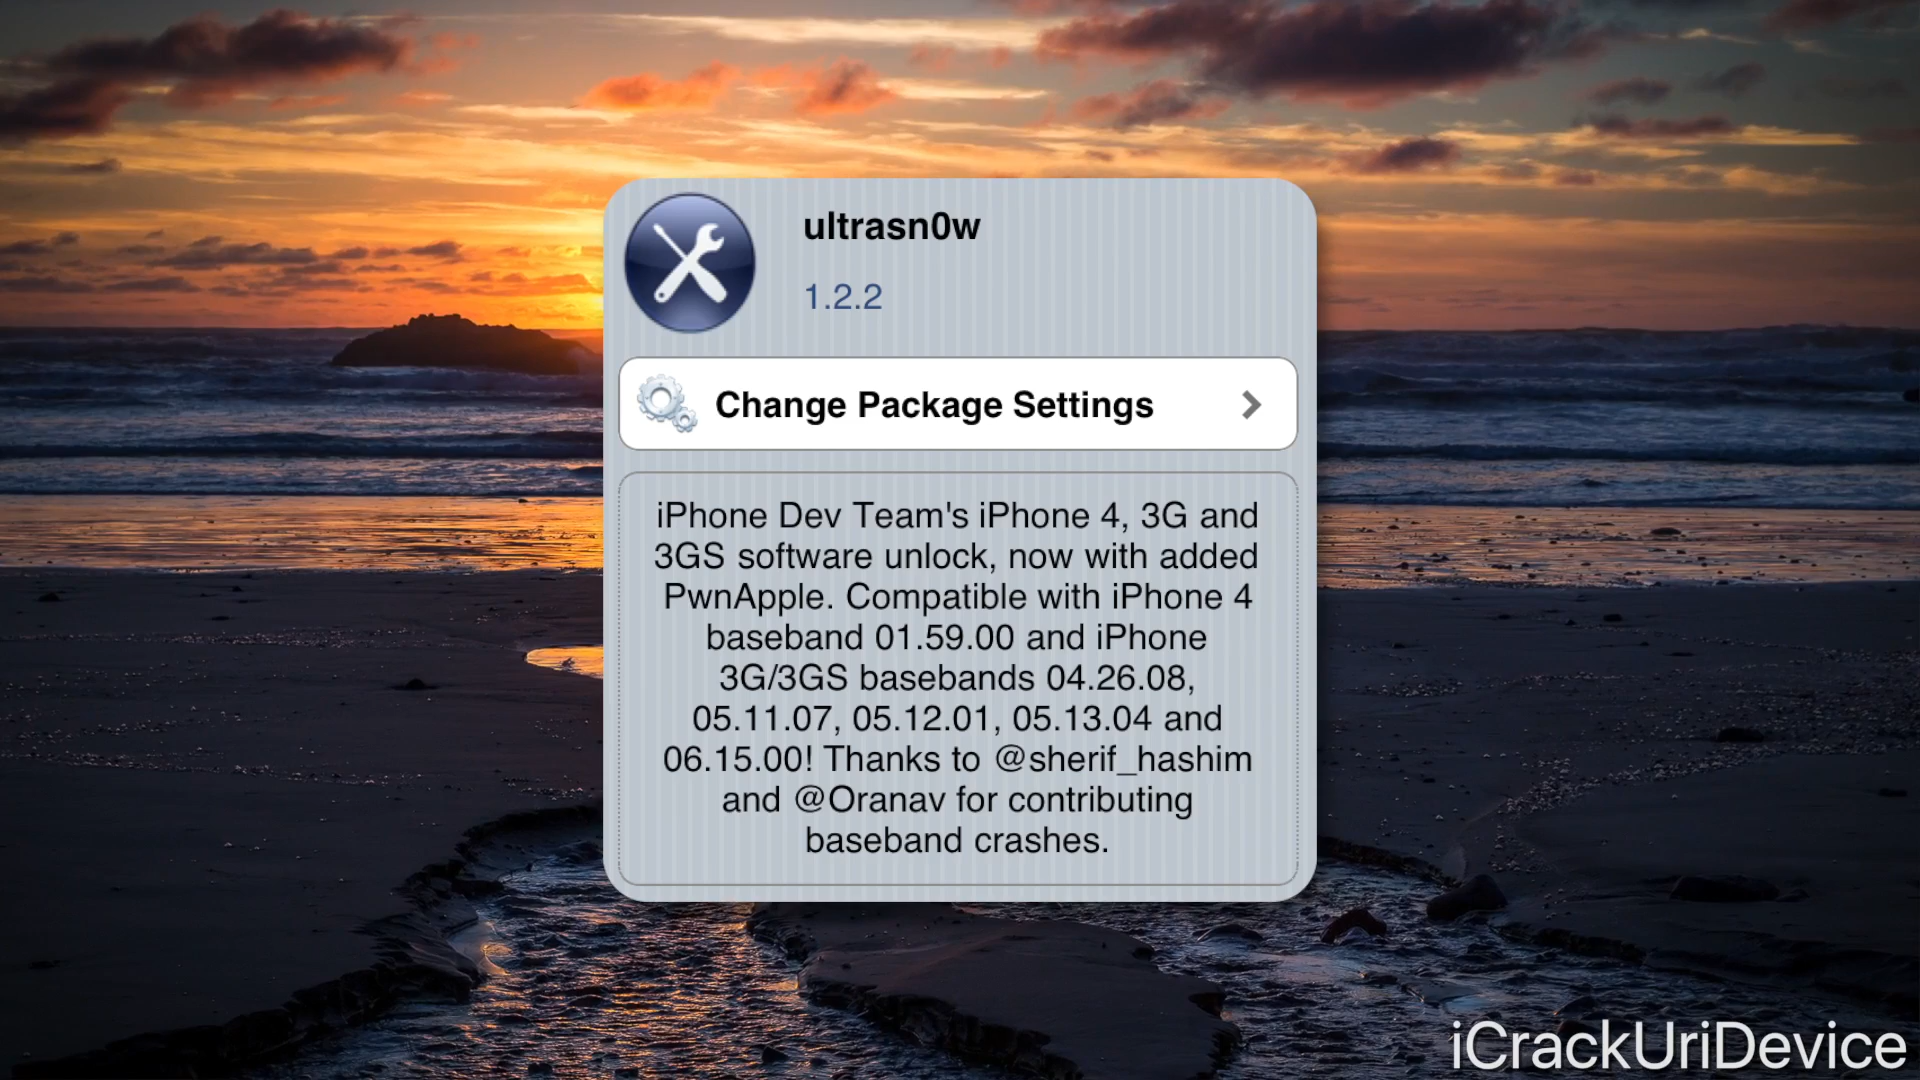 ultrasn0w
1.2.2
Change Package Settings
iPhone Dev Team's iPhone 4, 3G and
3GS software unlock, now with added
PwnApple. Compatible with iPhone 4
baseband 01.59.00 and iPhone
3G/3GS basebands 04.26.08,
05.11.07, 05.12.01, 05.13.04 and
06.15.00! Thanks to @sherif_hashim
and @Oranav for contributing
baseband crashes.
iCrackUriDevice